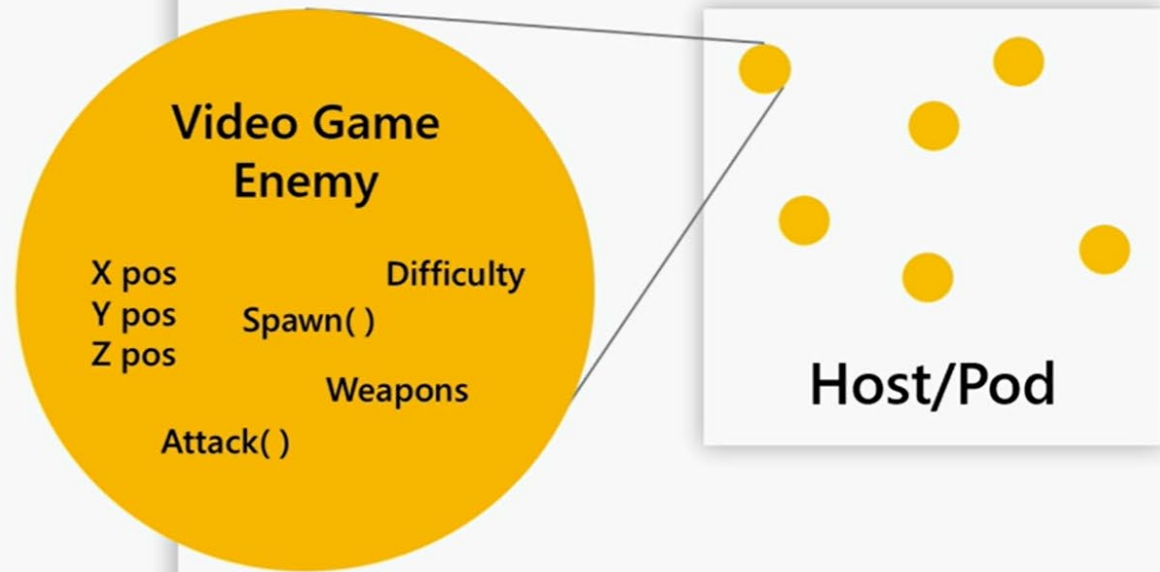 Video Game
Enemy
X pos
Y pos
Z pos
Difficulty
Spawn( )
Weapons
Attack( )
Host/Pod